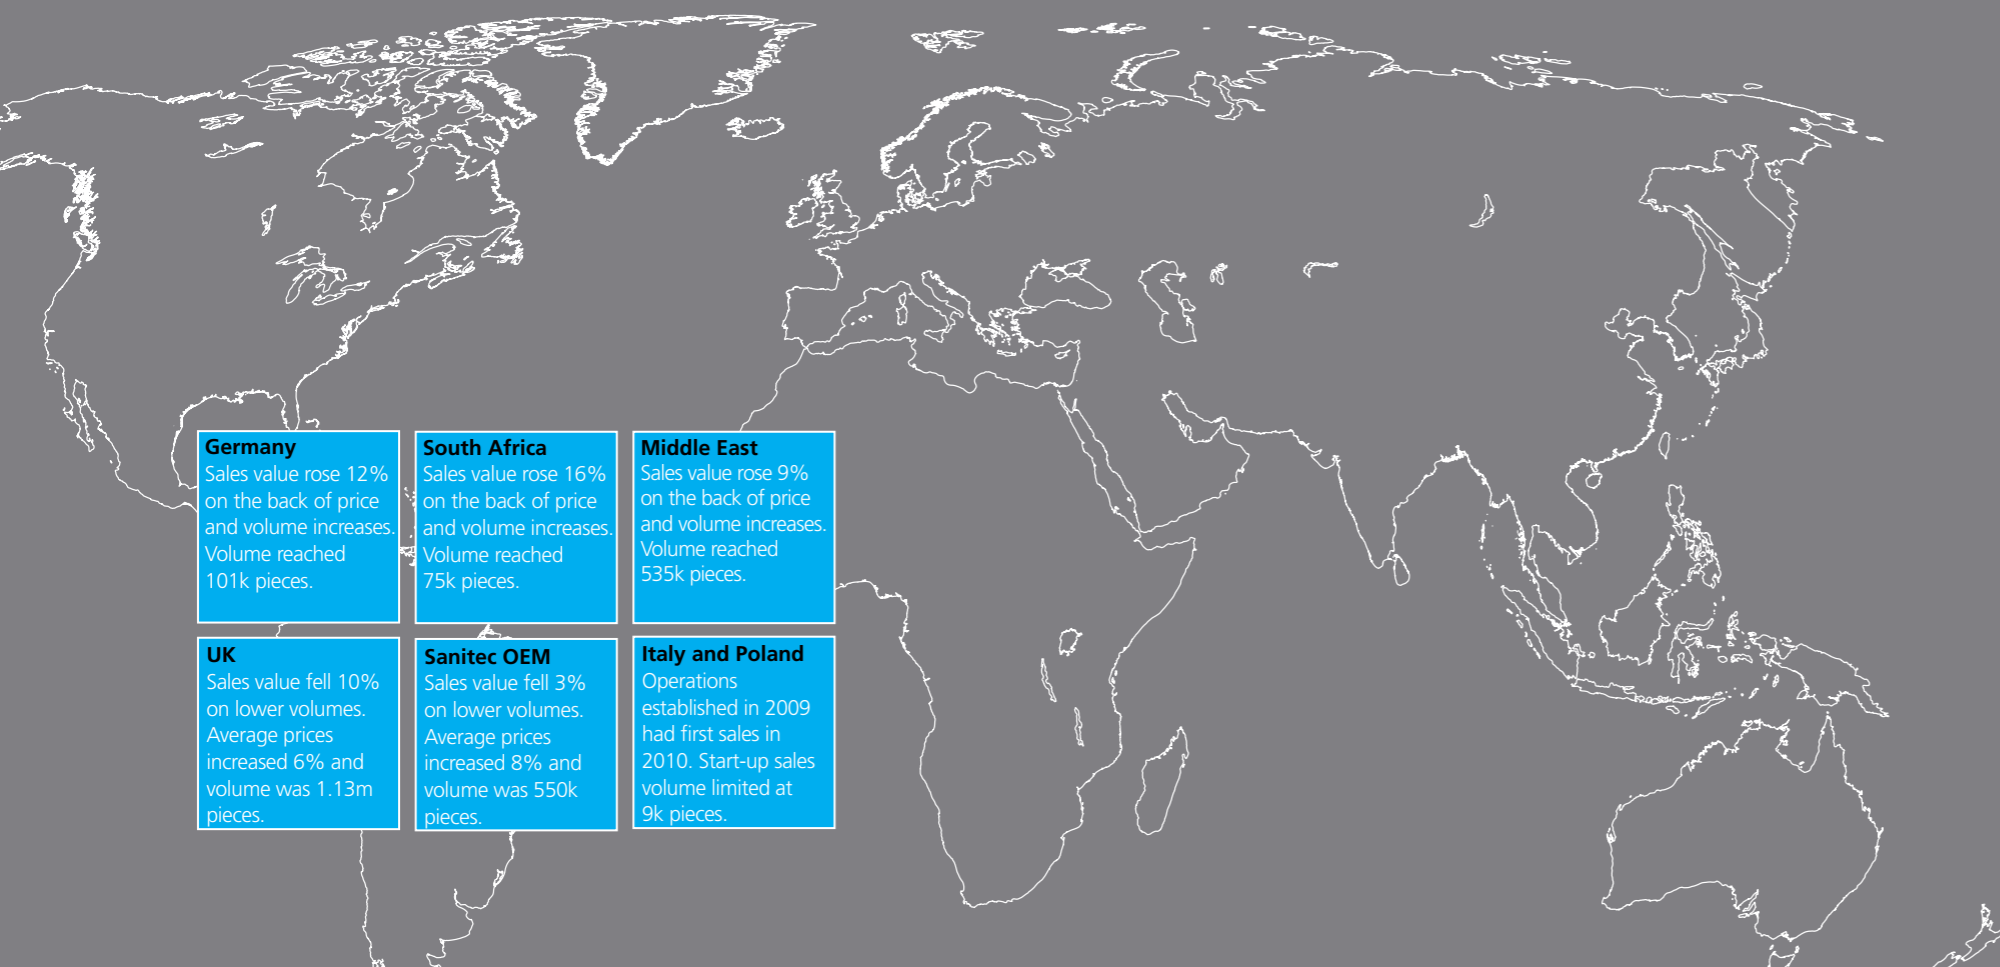 Germany
Sales value rose 12%
on the back of price
and volume increases.
Volume reached
101k pieces.
South Africa
Sales value rose 16%
on the back of price
and volume increases.
Volume reached
75k pieces.
Middle East
Sales value rose 9%
on the back of price
and volume increases.
Volume reached
535k pieces.
UK
Sales value fell 10%
on lower volumes.
Average prices
increased 6% and
volume was 1.13m
pieces.
Sanitec OEM
Sales value fell 3%
on lower volumes.
Average prices
increased 8% and
volume was 550k
pieces.
Italy and Poland
Operations
established in 2009
had first sales in
2010. Start-up sales
volume limited at
9k pieces.